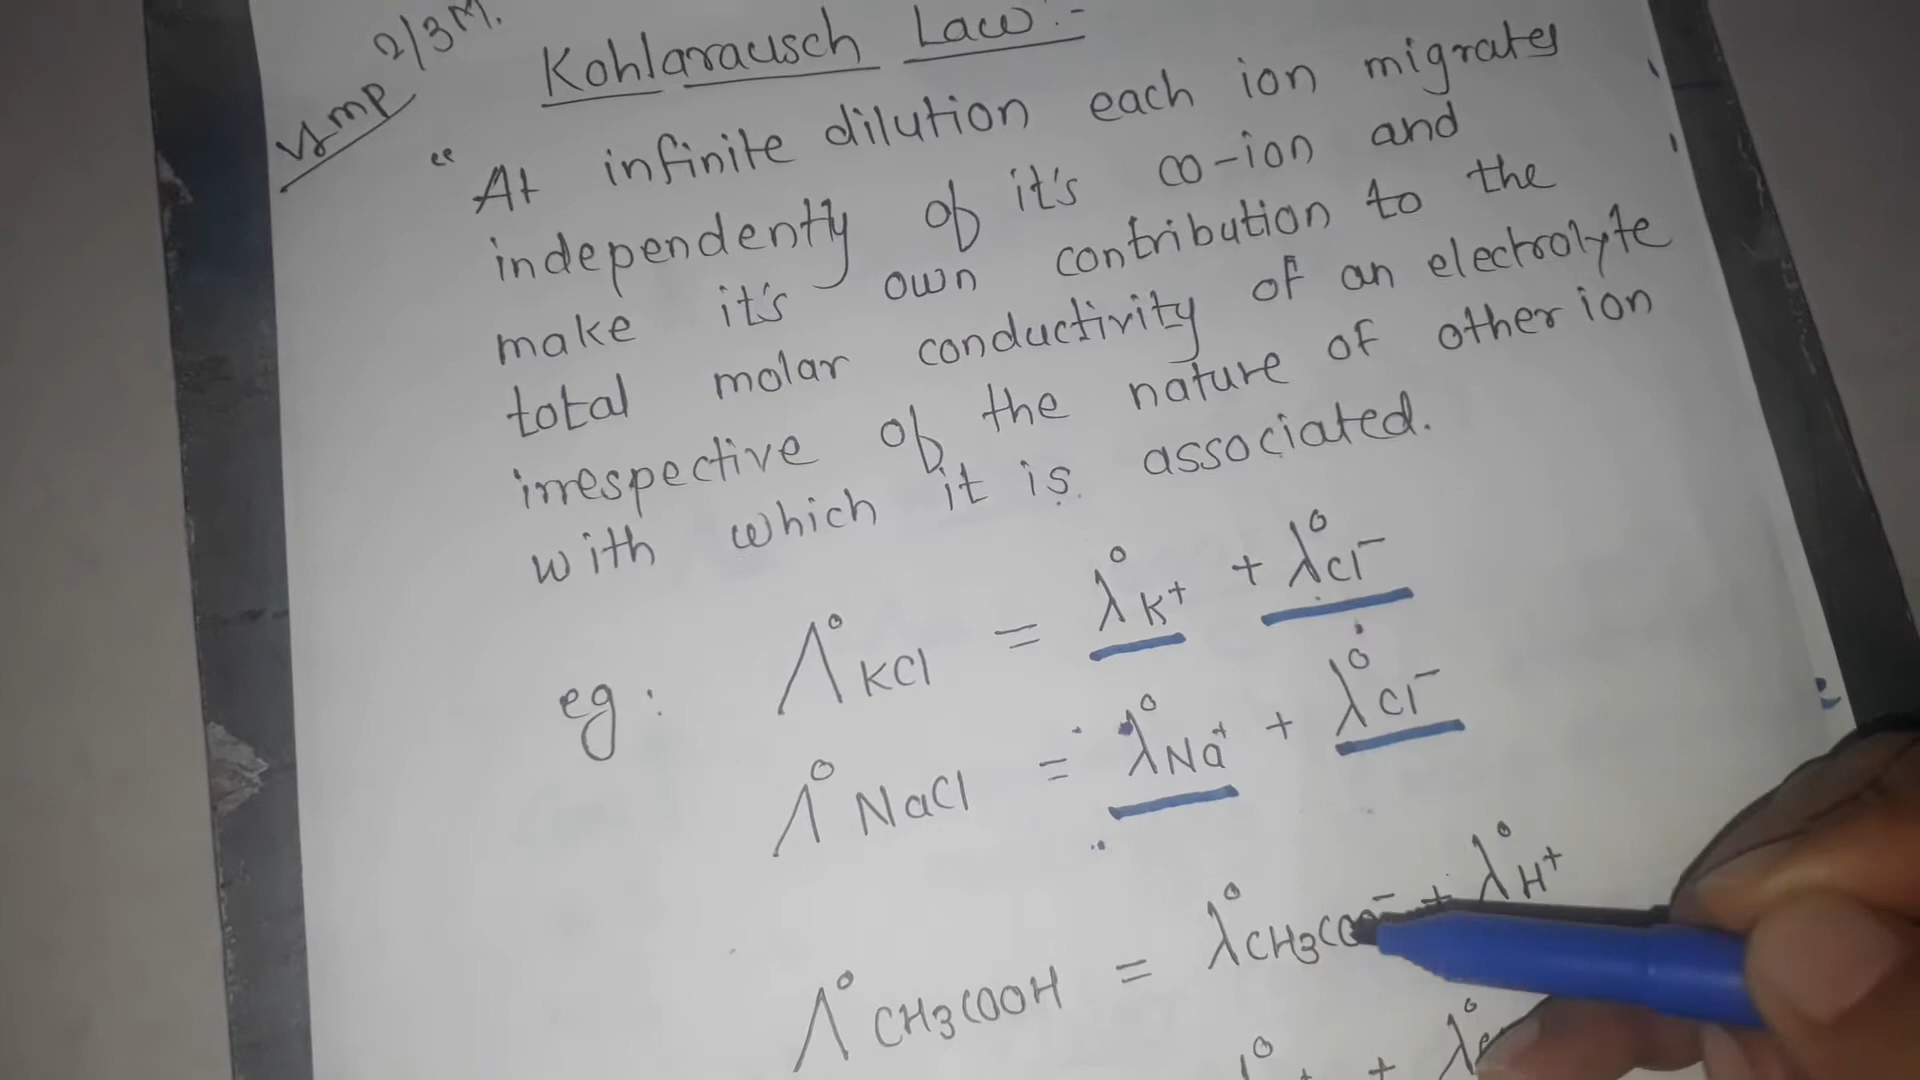 Imp 2/3M.
Kohlarausch Law :-
"At infinite dilution each ion migrates
independently of it's co-ion and
make it's own contribution to the
total molar conductivity of an electrolyte
irrespective of the nature of other ion
with which it is associated.
eg : Λ°KCl = λ°K⁺ + λ°Cl⁻
Λ°NaCl = λ°Na⁺ + λ°Cl⁻
Λ°CH3COOH = λ°CH3COO⁻ + λ°H⁺